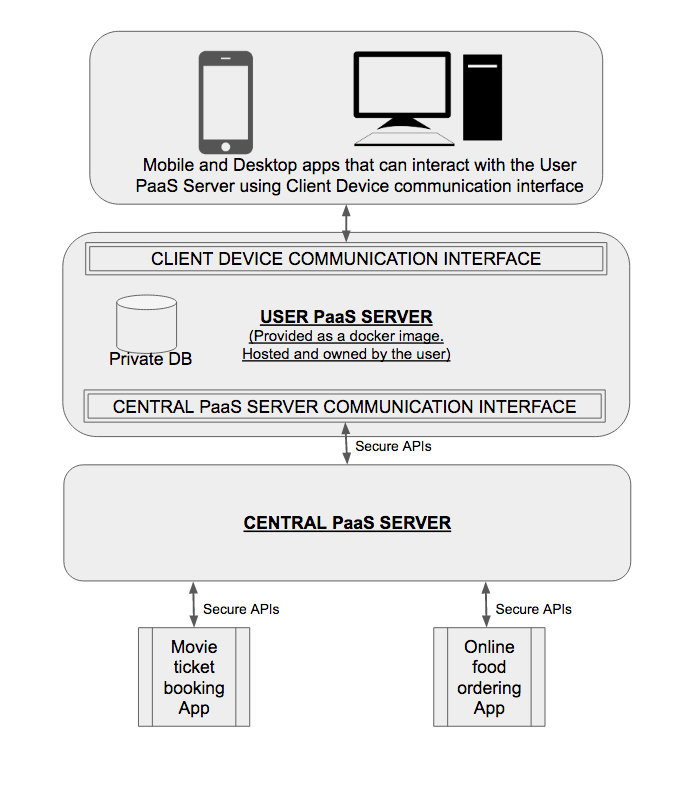 Mobile and Desktop apps that can interact with the User
PaaS Server using Client Device communication interface
CLIENT DEVICE COMMUNICATION INTERFACE
USER PaaS SERVER
(Provided as a docker image.
Hosted and owned by the user)
Private DB
CENTRAL PaaS SERVER COMMUNICATION INTERFACE
Secure APIs
CENTRAL PaaS SERVER
Secure APIs
Secure APIs
Movie
ticket
booking
App
Online
food
ordering
App